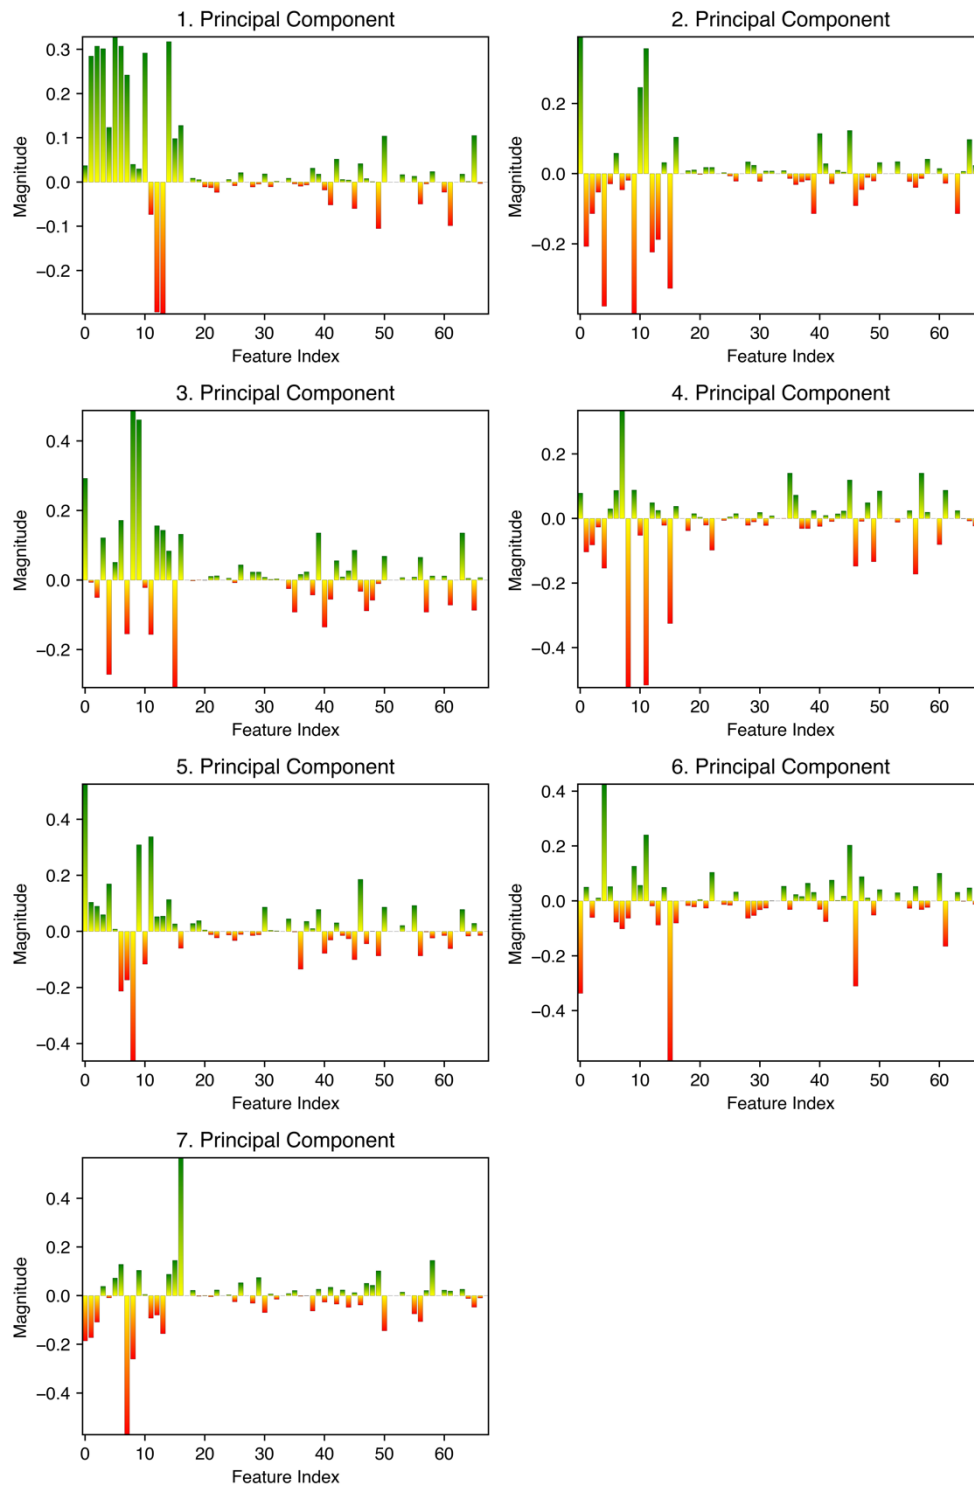 1. Principal Component
0.3
0.2
0.1
0.0
−0.1
−0.2
Magnitude
0 10 20 30 40 50 60
Feature Index
2. Principal Component
0.2
0.0
−0.2
Magnitude
0 10 20 30 40 50 60
Feature Index
3. Principal Component
0.4
0.2
0.0
−0.2
Magnitude
0 10 20 30 40 50 60
Feature Index
4. Principal Component
0.2
0.0
−0.2
−0.4
Magnitude
0 10 20 30 40 50 60
Feature Index
5. Principal Component
0.4
0.2
0.0
−0.2
−0.4
Magnitude
0 10 20 30 40 50 60
Feature Index
6. Principal Component
0.4
0.2
0.0
−0.2
−0.4
Magnitude
0 10 20 30 40 50 60
Feature Index
7. Principal Component
0.4
0.2
0.0
−0.2
−0.4
Magnitude
0 10 20 30 40 50 60
Feature Index